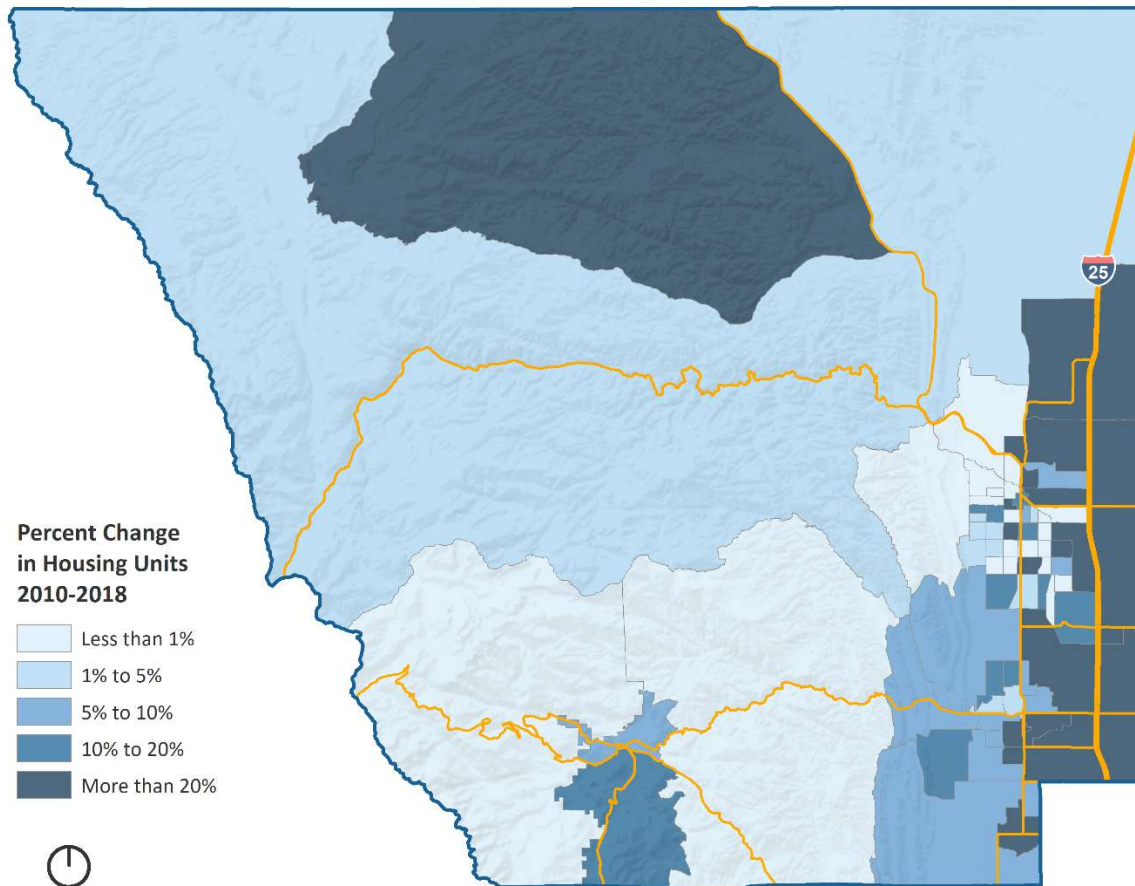 25
Percent Change
in Housing Units
2010-2018
Less than 1%
1% to 5%
5% to 10%
10% to 20%
More than 20%